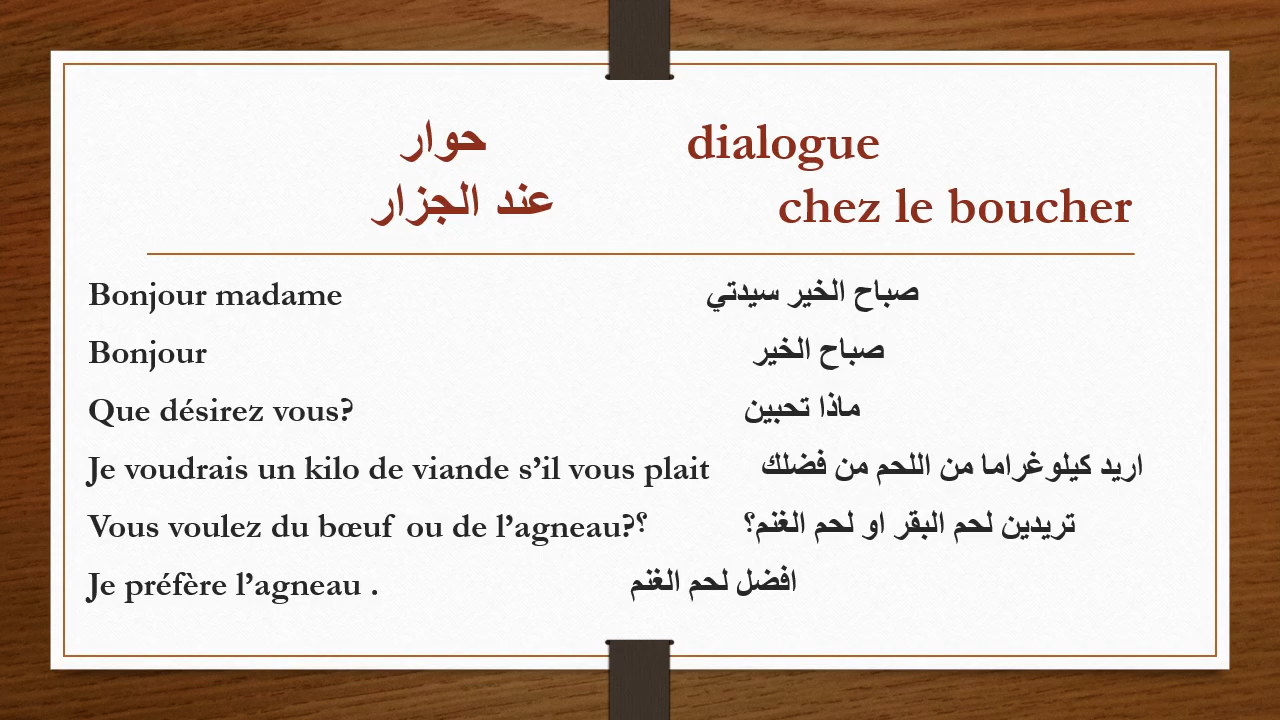 حوار dialogue
عند الجزار chez le boucher
Bonjour madame صباح الخير سيدتي
Bonjour صباح الخير
Que désirez vous? ماذا تحبين
Je voudrais un kilo de viande s’il vous plait اريد كيلوغراما من اللحم من فضلك
Vous voulez du bœuf ou de l’agneau?؟ تريدين لحم البقر او لحم الغنم؟
Je préfère l’agneau . افضل لحم الغنم